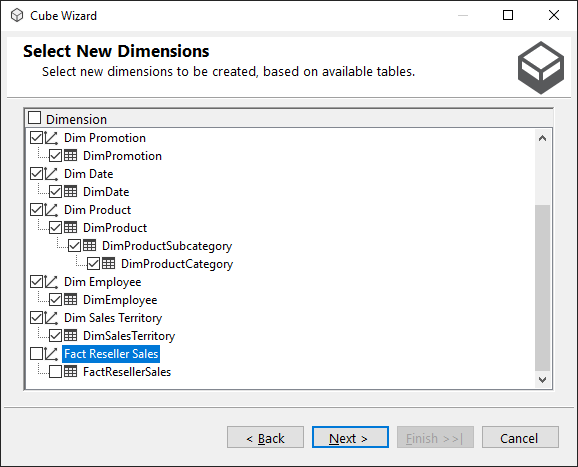 Cube Wizard
Select New Dimensions
Select new dimensions to be created, based on available tables.
Dimension
Dim Promotion
DimPromotion
Dim Date
DimDate
Dim Product
DimProduct
DimProductSubcategory
DimProductCategory
Dim Employee
DimEmployee
Dim Sales Territory
DimSalesTerritory
Fact Reseller Sales
FactResellerSales
< Back Next > Finish >>| Cancel